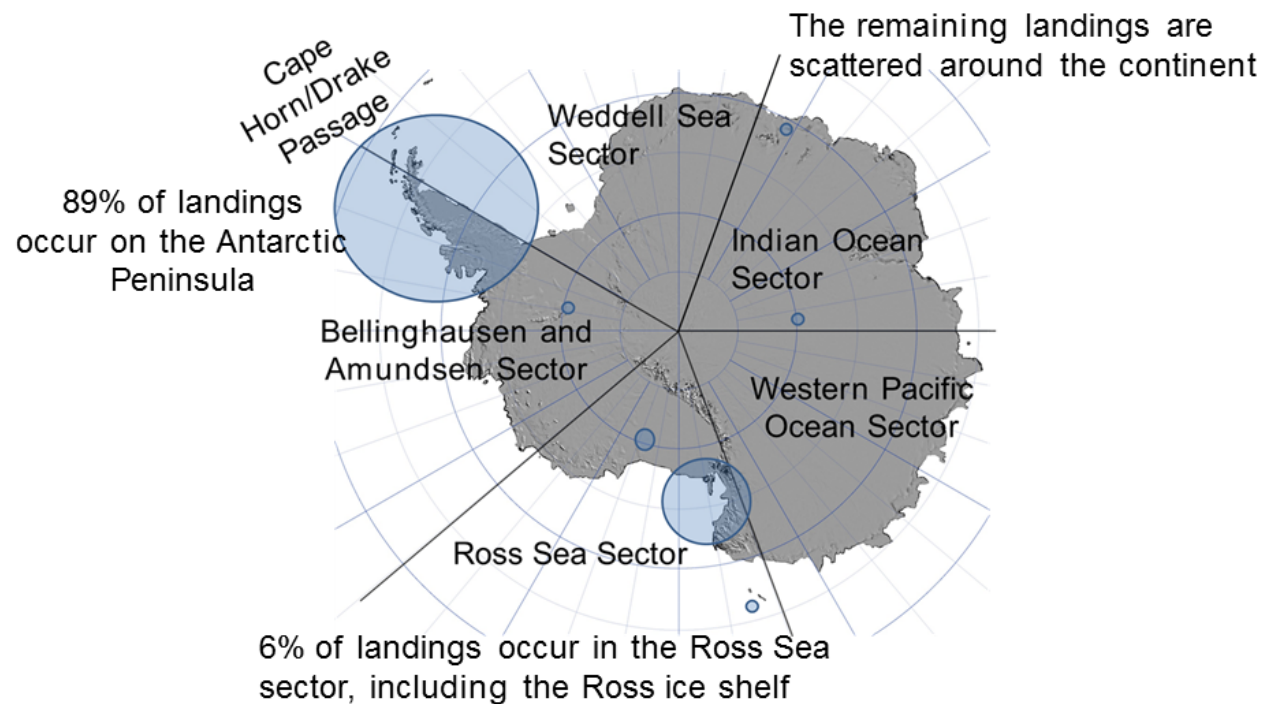 The remaining landings are
scattered around the continent
Cape
Horn/Drake
Passage
Weddell Sea
Sector
89% of landings
occur on the Antarctic
Peninsula
Indian Ocean
Sector
Bellinghausen and
Amundsen Sector
Western Pacific
Ocean Sector
Ross Sea Sector
6% of landings occur in the Ross Sea
sector, including the Ross ice shelf